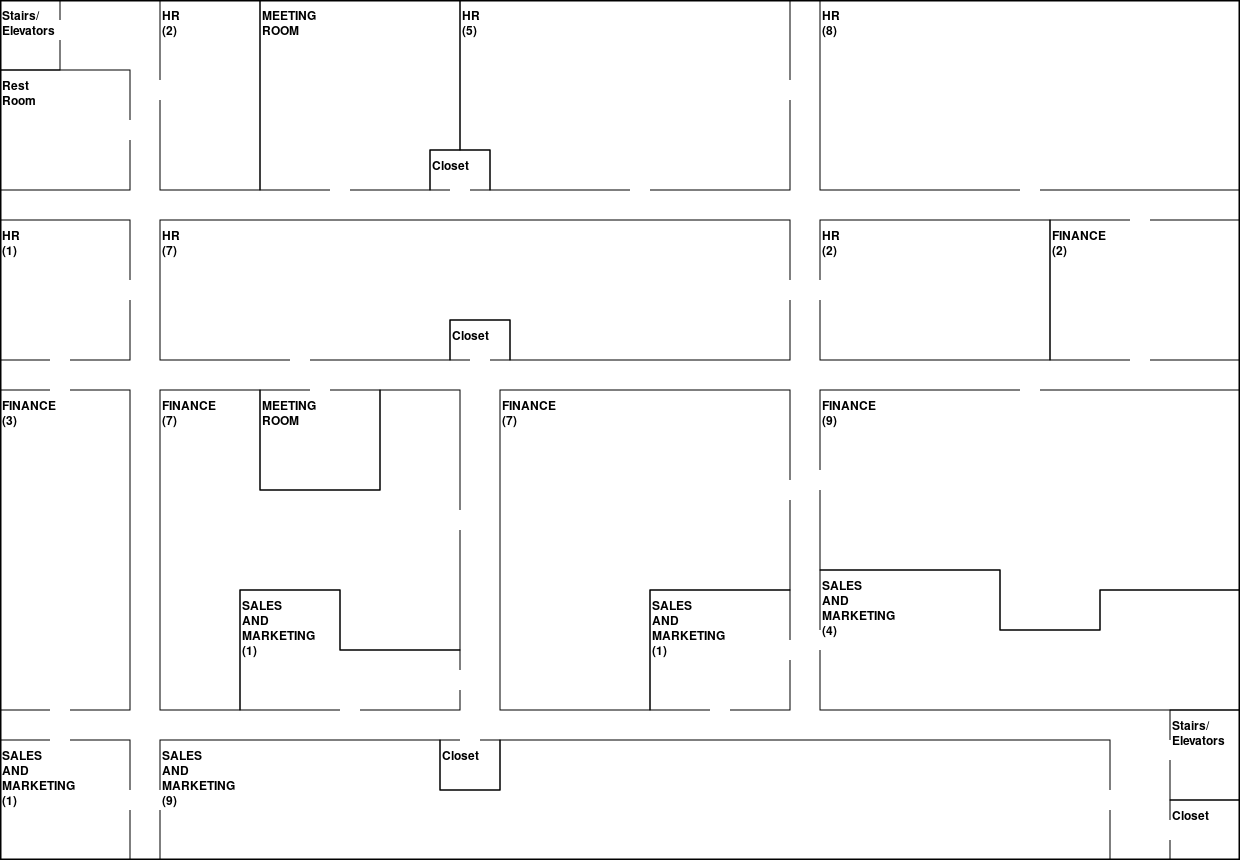 Stairs/
Elevators
HR
(2)
MEETING
ROOM
HR
(5)
HR
(8)
Rest
Room
Closet
HR
(1)
HR
(7)
HR
(2)
FINANCE
(2)
Closet
FINANCE
(3)
FINANCE
(7)
MEETING
ROOM
FINANCE
(7)
FINANCE
(9)
SALES
AND
MARKETING
(1)
SALES
AND
MARKETING
(1)
SALES
AND
MARKETING
(4)
Stairs/
Elevators
SALES
AND
MARKETING
(1)
SALES
AND
MARKETING
(9)
Closet
Closet